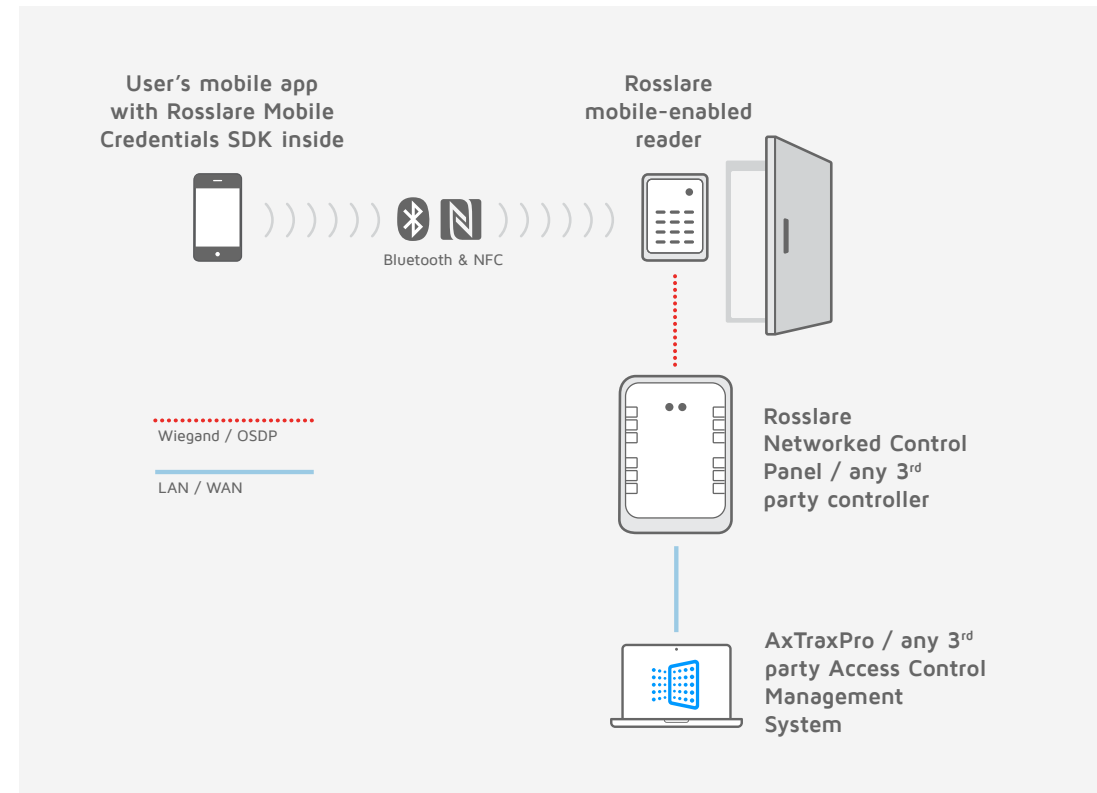 User's mobile app
with Rosslare Mobile
Credentials SDK inside
Rosslare
mobile-enabled
reader
Bluetooth & NFC
Wiegand / OSDP
LAN / WAN
Rosslare
Networked Control
Panel / any 3rd
party controller
AxTraxPro / any 3rd
party Access Control
Management
System